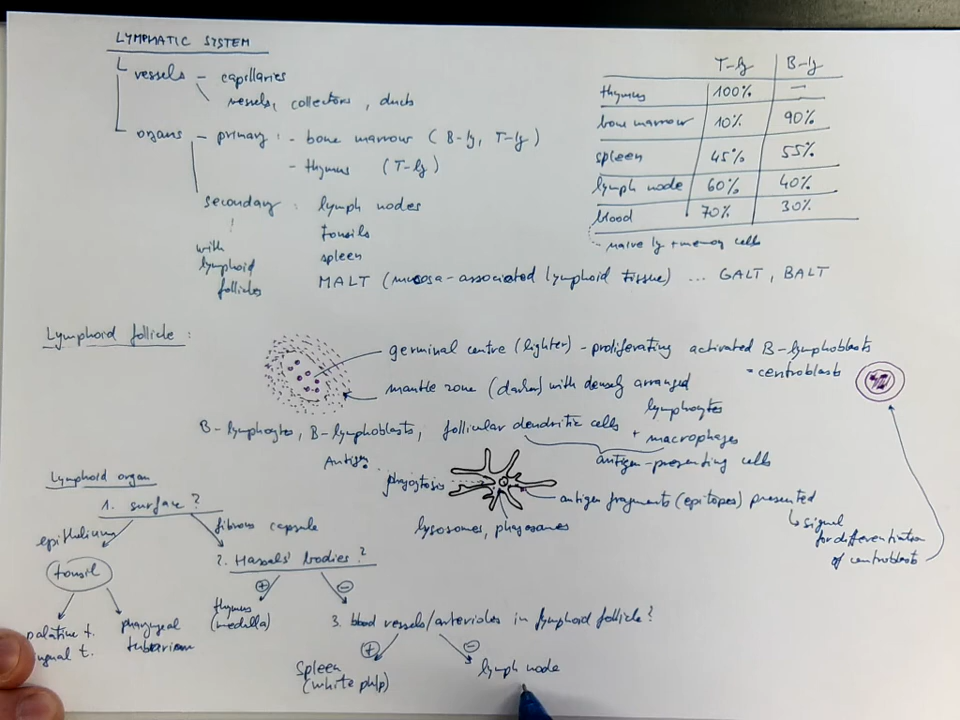 LYMPHATIC SYSTEM
vessels - capillaries
vessels, collectors, ducts
organs - primary: - bone marrow (B-ly, T-ly)
- thymus (T-ly)
secondary: lymph nodes
tonsils
spleen
MALT (mucosa-associated lymphoid tissue) ... GALT, BALT
with
lymphoid
follicles
T-ly B-ly
thymus 100% —
bone marrow 10% 90%
spleen 45% 55%
lymph node 60% 40%
blood 70% 30%
naive ly + memory cells
Lymphoid follicle:
germinal centre (lighter) - proliferating activated B-lymphoblasts
- centroblasts
mantle zone (darker) with densely arranged
lymphocytes
B-lymphocytes, B-lymphoblasts, follicular dendritic cells + macrophages
antigen-presenting cells
Antigen
phagocytosis
antigen fragments (epitopes) presented
lysosomes, phagosomes
signal
for differentiation
of centroblasts
Lymphoid organ
1. surface?
epithelium
fibrous capsule
tonsil
palatine t.
lingual t.
pharyngeal
tubarium
2. Hassals' bodies?
+ −
thymus
(medulla)
3. blood vessels/arterioles in lymphoid follicle?
+ −
Spleen
(white pulp)
lymph node